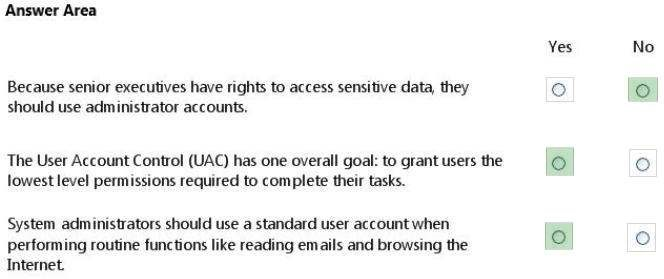 Answer Area
Yes No
Because senior executives have rights to access sensitive data, they
should use administrator accounts.
The User Account Control (UAC) has one overall goal: to grant users the
lowest level permissions required to complete their tasks.
System administrators should use a standard user account when
performing routine functions like reading emails and browsing the
Internet.